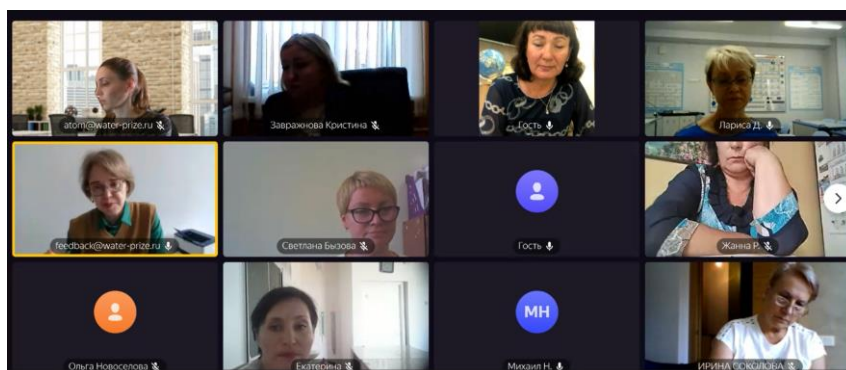 atom@water-prize.ru
Завражнова Кристина
Гость
Лариса Д.
feedback@water-prize.ru
Светлана Бызова
Гость
Жанна Р.
Ольга Новоселова
Екатерина
МН
Михаил Н.
ИРИНА СОКОЛОВА